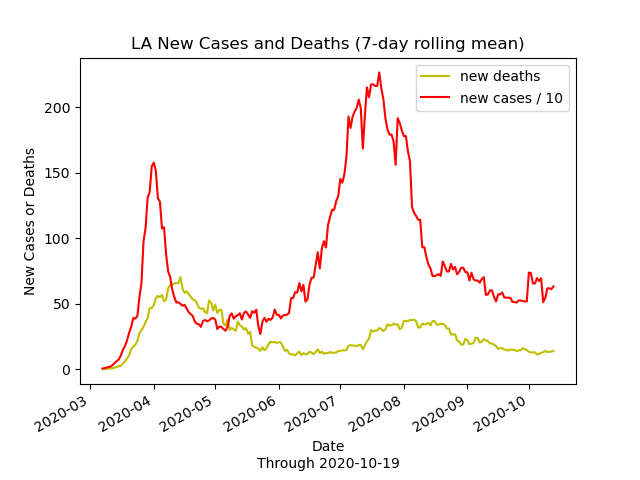 LA New Cases and Deaths (7-day rolling mean)
new deaths
new cases / 10
200
150
100
50
0
New Cases or Deaths
2020-03
2020-04
2020-05
2020-06
2020-07
2020-08
2020-09
2020-10
Date
Through 2020-10-19